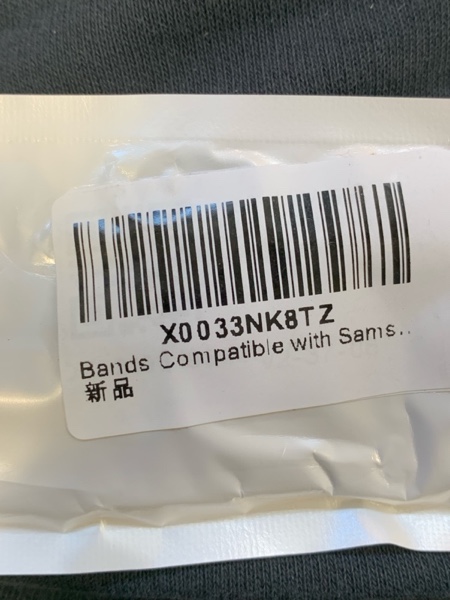 X0033NK8TZ
Bands Compatible with Sams..
新品